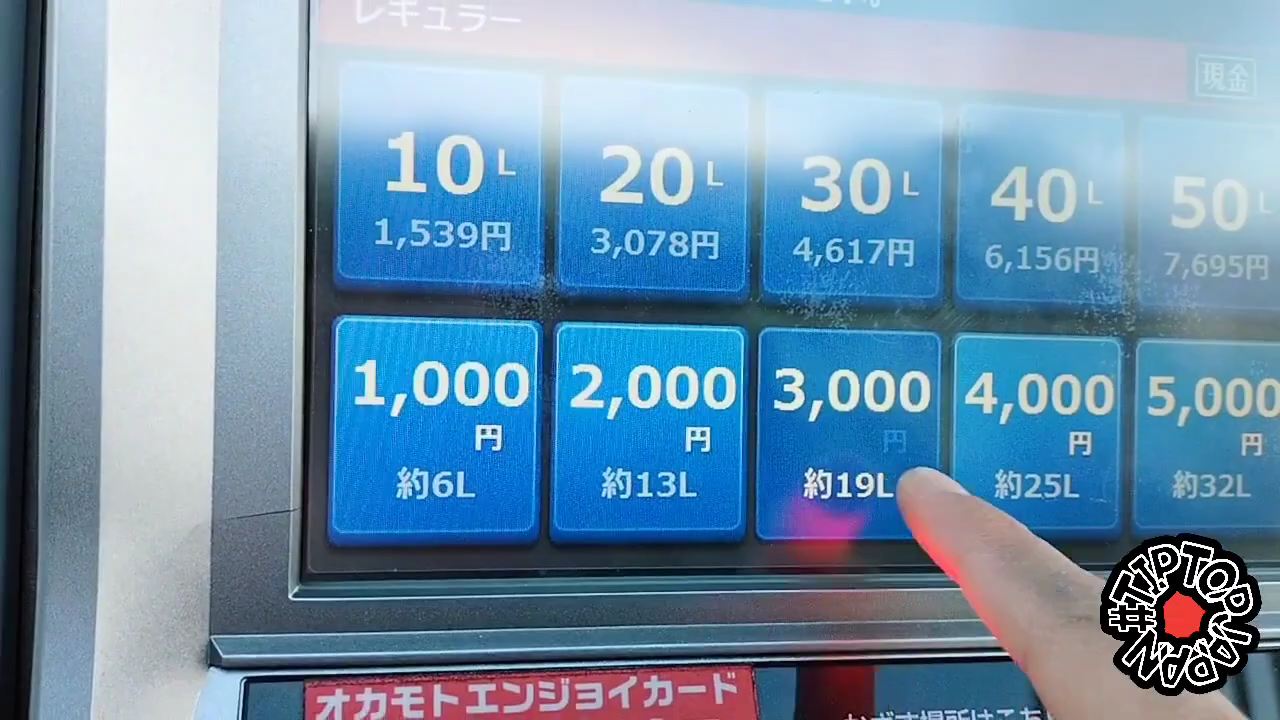 レギュラー
現金
10L 20L 30L 40L 50L
1,539円 3,078円 4,617円 6,156円 7,695円
1,000 2,000 3,000 4,000 5,000
円 円 円 円 円
約6L 約13L 約19L 約25L 約32L
オカモトエンジョイカード
#TIPTOPJAPAN